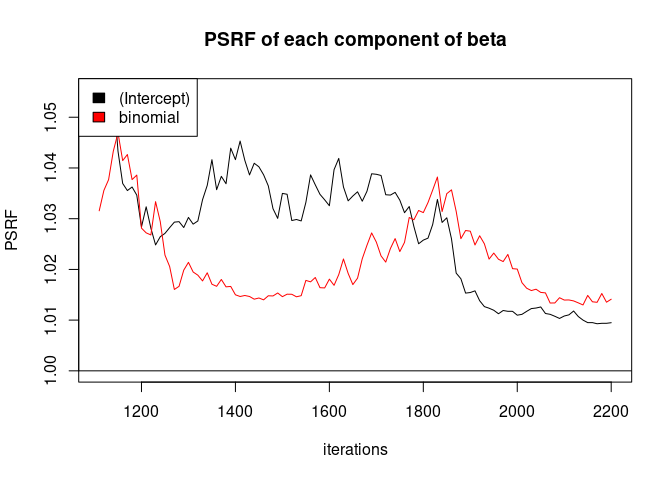 PSRF of each component of beta
(Intercept)
binomial
PSRF
1.05
1.04
1.03
1.02
1.01
1.00
1200 1400 1600 1800 2000 2200
iterations